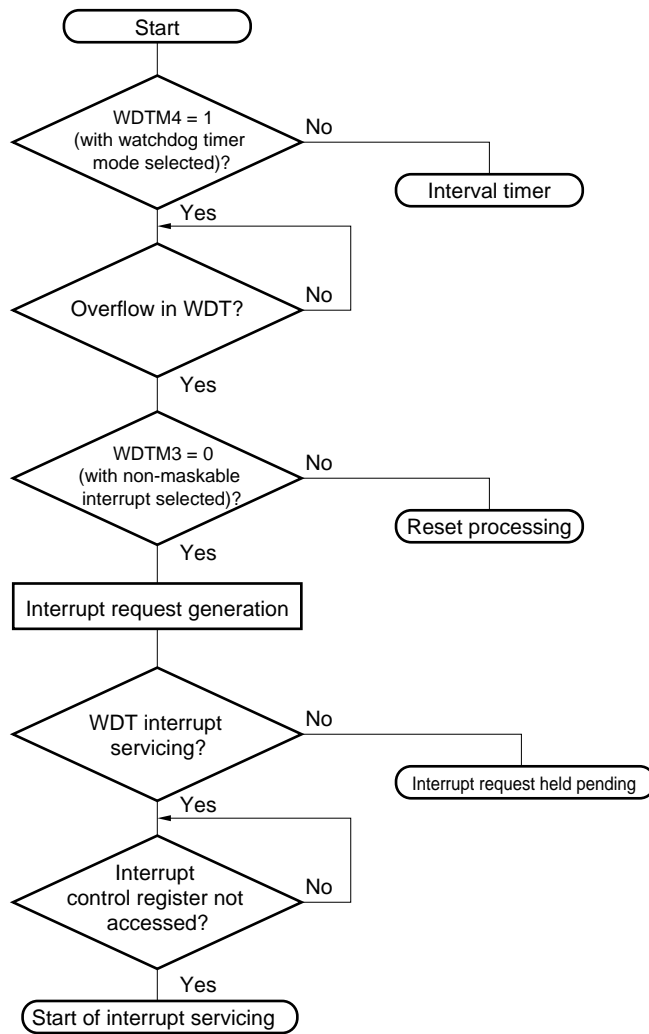 Start
WDTM4 = 1
(with watchdog timer
mode selected)?
No
Interval timer
Yes
Overflow in WDT?
No
Yes
WDTM3 = 0
(with non-maskable
interrupt selected)?
No
Reset processing
Yes
Interrupt request generation
WDT interrupt
servicing?
No
Interrupt request held pending
Yes
Interrupt
control register not
accessed?
No
Yes
Start of interrupt servicing